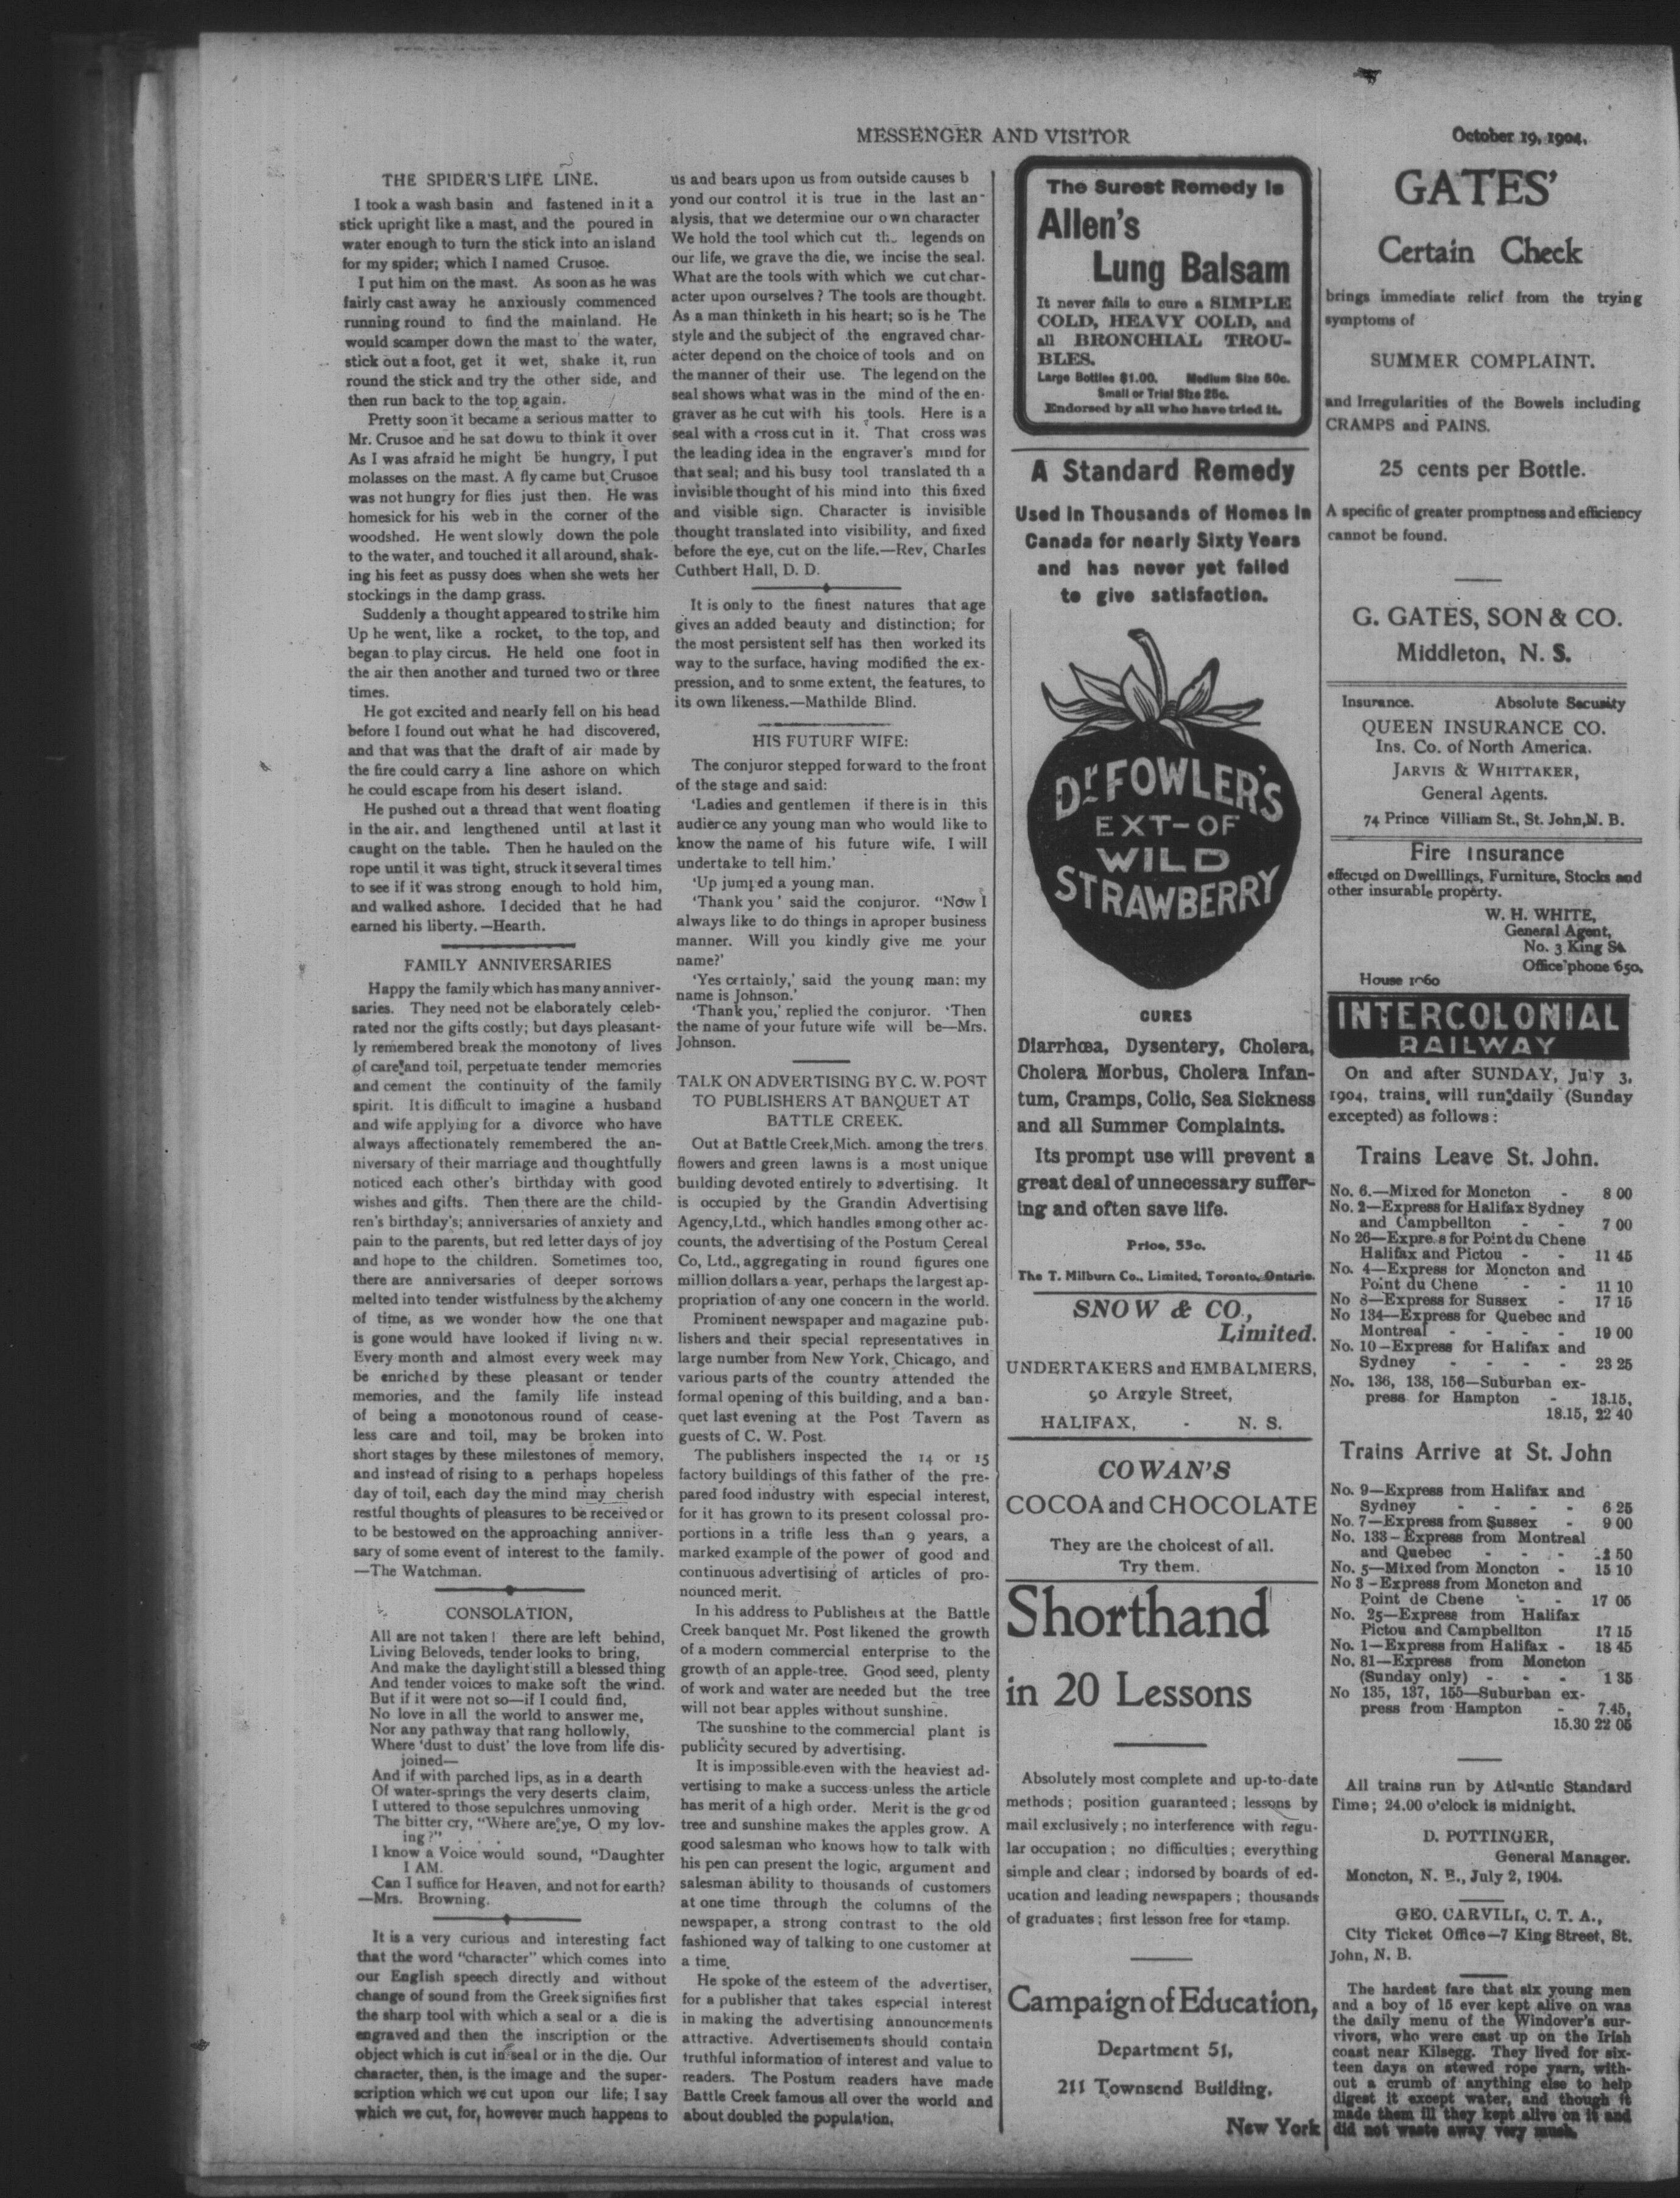 MESSENGER AND VISITOR
October 19, 1904.
THE SPIDER'S LIFE LINE.
I took a wash basin and fastened in it a
stick upright like a mast, and the poured in
water enough to turn the stick into an island
for my spider; which I named Crusoe.
I put him on the mast. As soon as he was
fairly cast away he anxiously commenced
running round to find the mainland. He
would scamper down the mast to the water,
stick out a foot, get it wet, shake it, run
round the stick and try the other side, and
then run back to the top again.
Pretty soon it became a serious matter to
Mr. Crusoe and he sat dowu to think it over
As I was afraid he might be hungry, I put
molasses on the mast. A fly came but Crusoe
was not hungry for flies just then. He was
homesick for his web in the corner of the
woodshed. He went slowly down the pole
to the water, and touched it all around, shak-
ing his feet as pussy does when she wets her
stockings in the damp grass.
Suddenly a thought appeared to strike him
Up he went, like a rocket, to the top, and
began to play circus. He held one foot in
the air then another and turned two or three
times.
He got excited and nearly fell on his head
before I found out what he had discovered,
and that was that the draft of air made by
the fire could carry a line ashore on which
he could escape from his desert island.
He pushed out a thread that went floating
in the air, and lengthened until at last it
caught on the table. Then he hauled on the
rope until it was tight, struck it several times
to see if it was strong enough to hold him,
and walked ashore. I decided that he had
earned his liberty.—Hearth.
FAMILY ANNIVERSARIES
Happy the family which has many anniver-
saries. They need not be elaborately celeb-
rated nor the gifts costly; but days pleasant-
ly remembered break the monotony of lives
of care and toil, perpetuate tender memories
and cement the continuity of the family
spirit. It is difficult to imagine a husband
and wife applying for a divorce who have
always affectionately remembered the an-
niversary of their marriage and thoughtfully
noticed each other's birthday with good
wishes and gifts. Then there are the child-
ren's birthday's; anniversaries of anxiety and
pain to the parents, but red letter days of joy
and hope to the children. Sometimes too,
there are anniversaries of deeper sorrows
melted into tender wistfulness by the alchemy
of time, as we wonder how the one that
is gone would have looked if living now.
Every month and almost every week may
be enriched by these pleasant or tender
memories, and the family life instead
of being a monotonous round of cease-
less care and toil, may be broken into
short stages by these milestones of memory,
and instead of rising to a perhaps hopeless
day of toil, each day the mind may cherish
restful thoughts of pleasures to be received or
to be bestowed on the approaching anniver-
sary of some event of interest to the family.
—The Watchman.
CONSOLATION,
All are not taken! there are left behind,
Living Beloveds, tender looks to bring,
And make the daylight still a blessed thing
And tender voices to make soft the wind.
But if it were not so—if I could find,
No love in all the world to answer me,
Nor any pathway that rang hollowly,
Where 'dust to dust' the love from life dis-
joined—
And if with parched lips, as in a dearth
Of water-springs the very deserts claim,
I uttered to those sepulchres unmoving
The bitter cry, "Where are ye, O my lov-
ing?" . . .
I know a Voice would sound, "Daughter
I AM.
Can I suffice for Heaven, and not for earth?
—Mrs. Browning.
It is a very curious and interesting fact
that the word "character" which comes into
our English speech directly and without
change of sound from the Greek signifies first
the sharp tool with which a seal or a die is
engraved and then the inscription or the
object which is cut in seal or in the die. Our
character, then, is the image and the super-
scription which we cut upon our life; I say
which we cut, for, however much happens to
us and bears upon us from outside causes b
yond our control it is true in the last an-
alysis, that we determine our own character
We hold the tool which cut the legends on
our life, we grave the die, we incise the seal.
What are the tools with which we cut char-
acter upon ourselves? The tools are thought.
As a man thinketh in his heart; so is he The
style and the subject of the engraved char-
acter depend on the choice of tools and on
the manner of their use. The legend on the
seal shows what was in the mind of the en-
graver as he cut with his tools. Here is a
seal with a cross cut in it. That cross was
the leading idea in the engraver's mind for
that seal; and his busy tool translated th a
invisible thought of his mind into this fixed
and visible sign. Character is invisible
thought translated into visibility, and fixed
before the eye, cut on the life.—Rev, Charles
Cuthbert Hall, D. D.
It is only to the finest natures that age
gives an added beauty and distinction; for
the most persistent self has then worked its
way to the surface, having modified the ex-
pression, and to some extent, the features, to
its own likeness.—Mathilde Blind.
HIS FUTURF WIFE:
The conjuror stepped forward to the front
of the stage and said:
'Ladies and gentlemen if there is in this
audience any young man who would like to
know the name of his future wife, I will
undertake to tell him.'
'Up jumped a young man.
'Thank you' said the conjuror. "Now I
always like to do things in aproper business
manner. Will you kindly give me your
name?'
'Yes certainly,' said the young man: my
name is Johnson.'
'Thank you,' replied the conjuror. 'Then
the name of your future wife will be—Mrs.
Johnson.
TALK ON ADVERTISING BY C. W. POST
TO PUBLISHERS AT BANQUET AT
BATTLE CREEK.
Out at Battle Creek,Mich. among the trees
flowers and green lawns is a most unique
building devoted entirely to advertising. It
is occupied by the Grandin Advertising
Agency,Ltd., which handles among other ac-
counts, the advertising of the Postum Cereal
Co, Ltd., aggregating in round figures one
million dollars a year, perhaps the largest ap-
propriation of any one concern in the world.
Prominent newspaper and magazine pub-
lishers and their special representatives in
large number from New York, Chicago, and
various parts of the country attended the
formal opening of this building, and a ban-
quet last evening at the Post Tavern as
guests of C. W. Post.
The publishers inspected the 14 or 15
factory buildings of this father of the pre-
pared food industry with especial interest,
for it has grown to its present colossal pro-
portions in a trifle less than 9 years, a
marked example of the power of good and
continuous advertising of articles of pro-
nounced merit.
In his address to Publishers at the Battle
Creek banquet Mr. Post likened the growth
of a modern commercial enterprise to the
growth of an apple-tree. Good seed, plenty
of work and water are needed but the tree
will not bear apples without sunshine.
The sunshine to the commercial plant is
publicity secured by advertising.
It is impossible even with the heaviest ad-
vertising to make a success unless the article
has merit of a high order. Merit is the good
tree and sunshine makes the apples grow. A
good salesman who knows how to talk with
his pen can present the logic, argument and
salesman ability to thousands of customers
at one time through the columns of the
newspaper, a strong contrast to the old
fashioned way of talking to one customer at
a time.
He spoke of the esteem of the advertiser,
for a publisher that takes especial interest
in making the advertising announcements
attractive. Advertisements should contain
truthful information of interest and value to
readers. The Postum readers have made
Battle Creek famous all over the world and
about doubled the population.
The Surest Remedy Is
Allen's
Lung Balsam
It never fails to cure a SIMPLE
COLD, HEAVY COLD, and
all BRONCHIAL TROU-
BLES.
Large Bottles $1.00. Medium Size 50c.
Small or Trial Size 25c.
Endorsed by all who have tried it.
A Standard Remedy
Used in Thousands of Homes in
Canada for nearly Sixty Years
and has never yet failed
to give satisfaction.
Dr FOWLER'S
EXT-OF
WILD
STRAWBERRY
CURES
Diarrhœa, Dysentery, Cholera,
Cholera Morbus, Cholera Infan-
tum, Cramps, Colic, Sea Sickness
and all Summer Complaints.
Its prompt use will prevent a
great deal of unnecessary suffer-
ing and often save life.
Price, 35c.
The T. Milburn Co., Limited, Toronto, Ontario.
SNOW & CO.,
Limited.
UNDERTAKERS and EMBALMERS,
90 Argyle Street,
HALIFAX, - N. S.
COWAN'S
COCOA and CHOCOLATE
They are the choicest of all.
Try them.
Shorthand
in 20 Lessons
Absolutely most complete and up-to-date
methods; position guaranteed; lessons by
mail exclusively; no interference with regu-
lar occupation; no difficulties; everything
simple and clear; indorsed by boards of ed-
ucation and leading newspapers; thousands
of graduates; first lesson free for stamp.
Campaign of Education,
Department 51,
211 Townsend Building,
New York
GATES'
Certain Check
brings immediate relief from the trying
symptoms of
SUMMER COMPLAINT.
and Irregularities of the Bowels including
CRAMPS and PAINS.
25 cents per Bottle.
A specific of greater promptness and efficiency
cannot be found.
G. GATES, SON & CO.
Middleton, N. S.
Insurance. Absolute Security
QUEEN INSURANCE CO.
Ins. Co. of North America.
JARVIS & WHITTAKER,
General Agents.
74 Prince William St., St. John,N. B.
Fire Insurance
effected on Dwelllings, Furniture, Stocks and
other insurable property.
W. H. WHITE,
General Agent,
No. 3 King St.
Office 'phone 650.
House 1060
INTERCOLONIAL
RAILWAY
On and after SUNDAY, July 3,
1904, trains will run daily (Sunday
excepted) as follows:
Trains Leave St. John.
No. 6.—Mixed for Moncton - 8 00
No. 2—Express for Halifax Sydney
and Campbellton - - 7 00
No 26—Express for Point du Chene
Halifax and Pictou - - 11 45
No. 4—Express for Moncton and
Point du Chene - - 11 10
No 8—Express for Sussex - 17 15
No 134—Express for Quebec and
Montreal - - - - 19 00
No. 10—Express for Halifax and
Sydney - - - - 23 25
No. 136, 138, 156—Suburban ex-
press for Hampton - 13.15,
18.15, 22 40
Trains Arrive at St. John
No. 9—Express from Halifax and
Sydney - - - - 6 25
No. 7—Express from Sussex - 9 00
No. 133—Express from Montreal
and Quebec - - - 50
No. 5—Mixed from Moncton - 15 10
No 3—Express from Moncton and
Point de Chene - - 17 05
No. 25—Express from Halifax
Pictou and Campbellton 17 15
No. 1—Express from Halifax - 18 45
No. 81—Express from Moncton
(Sunday only) - - - 1 35
No 135, 137, 155—Suburban ex-
press from Hampton - 7.45,
15.30 22 05
All trains run by Atlantic Standard
Time; 24.00 o'clock is midnight.
D. POTTINGER,
General Manager.
Moncton, N. B., July 2, 1904.
GEO. CARVILL, C. T. A.,
City Ticket Office—7 King Street, St.
John, N. B.
The hardest fare that six young men
and a boy of 15 ever kept alive on was
the daily menu of the Windover's sur-
vivors, who were cast up on the Irish
coast near Kilsegg. They lived for six-
teen days on stewed rope yarn, with-
out a crumb of anything else to help
digest it except water, and though it
made them ill they kept alive on it and
did not waste away very much.